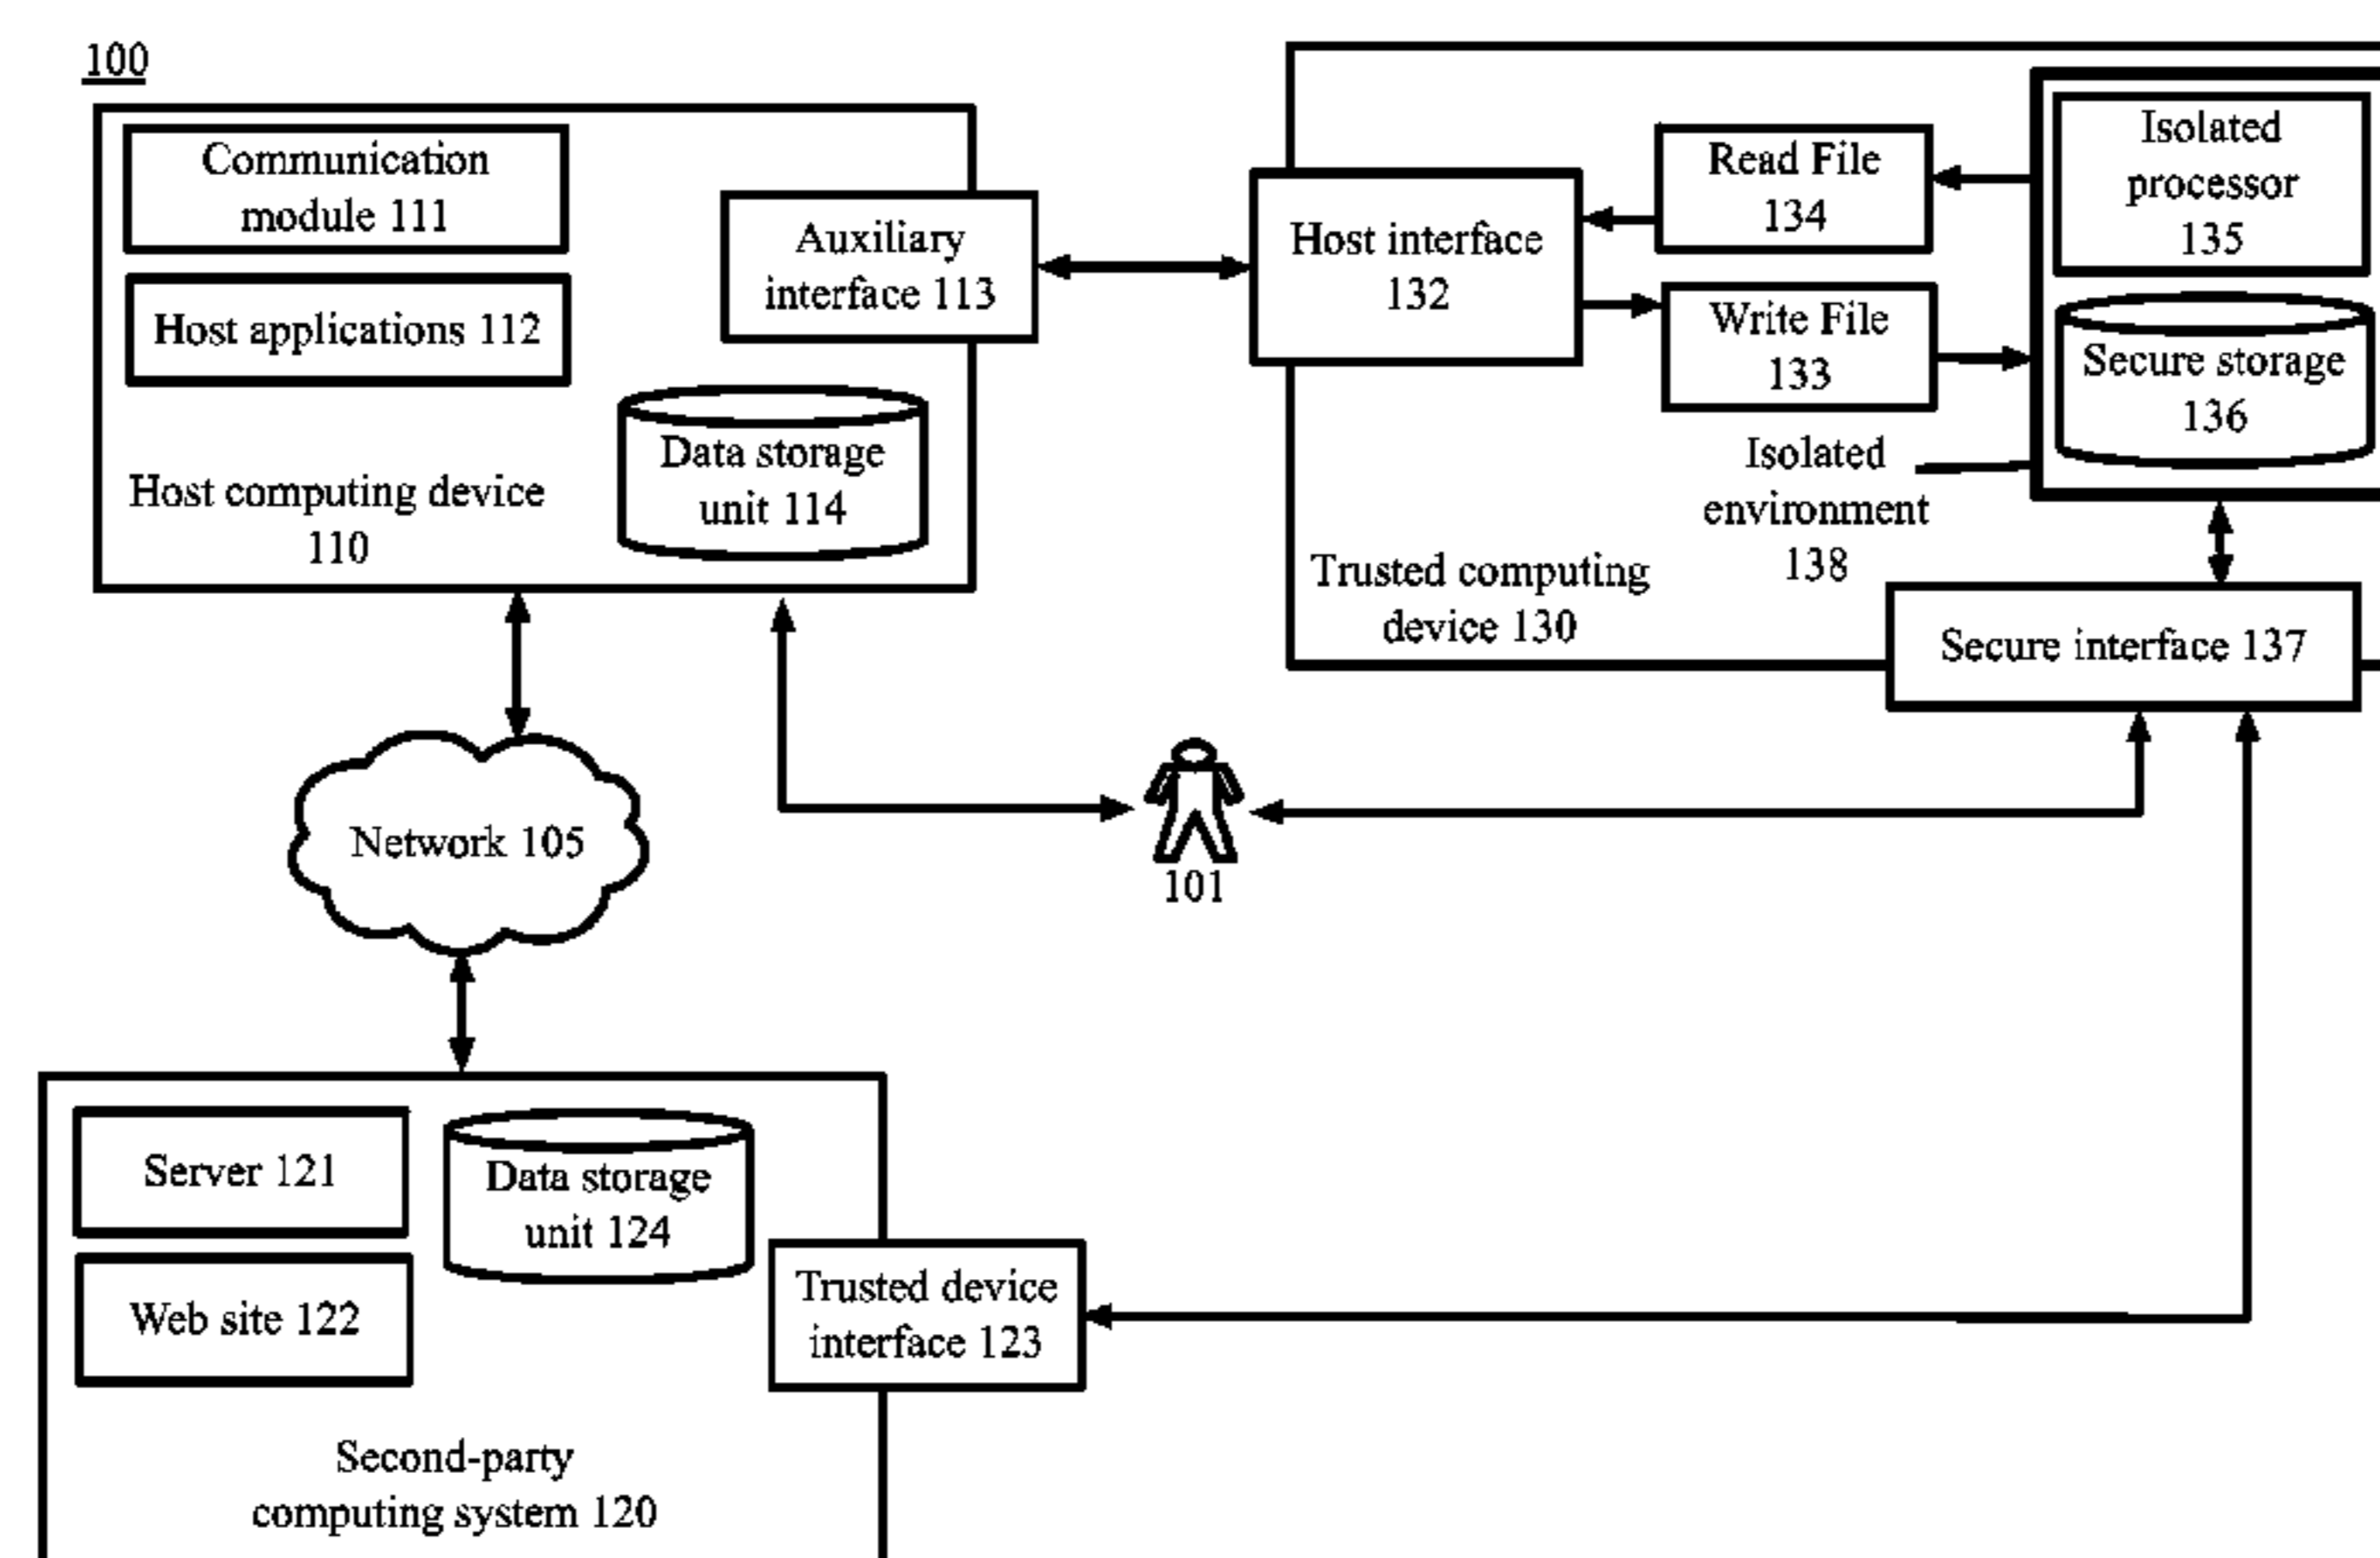 100
Communication
module 111
Host applications 112
Auxiliary
interface 113
Data storage
unit 114
Host computing device
110
Host interface
132
Read File
134
Write File
133
Isolated
processor
135
Secure storage
136
Isolated
environment
138
Trusted computing
device 130
Secure interface 137
Network 105
101
Server 121
Web site 122
Data storage
unit 124
Trusted device
interface 123
Second-party
computing system 120